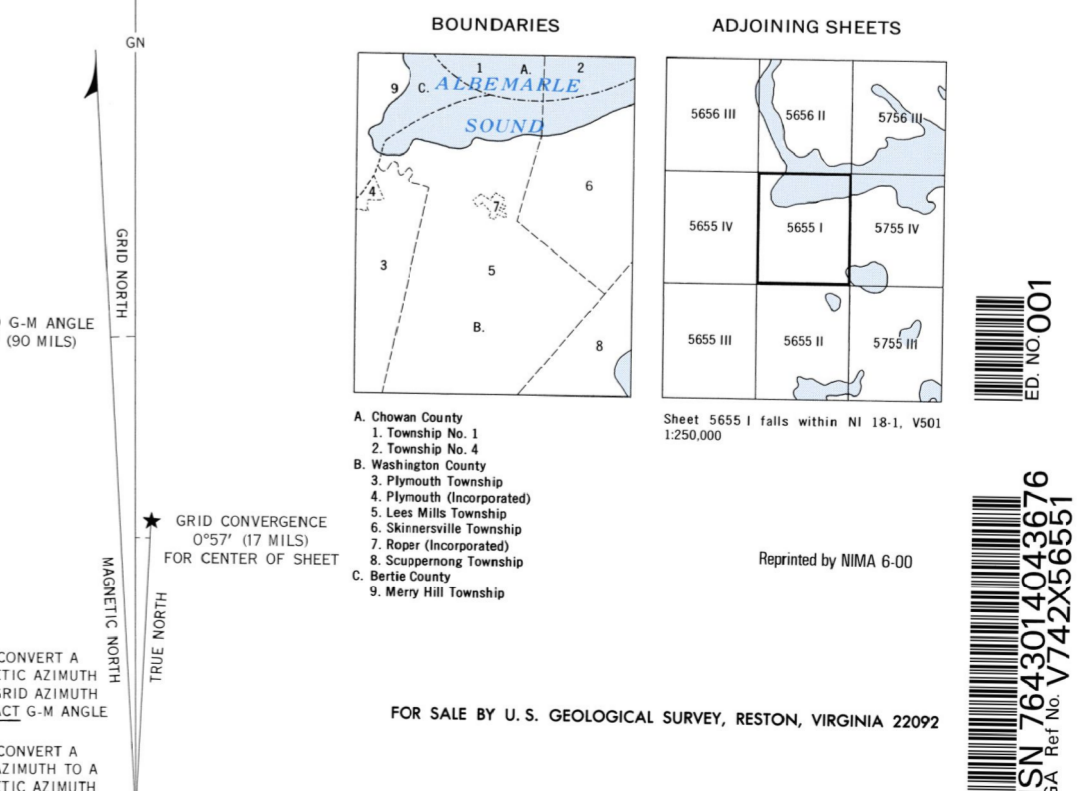 GN
GRID NORTH
G-M ANGLE
(90 MILS)
MAGNETIC NORTH
TRUE NORTH
GRID CONVERGENCE
0°57′ (17 MILS)
FOR CENTER OF SHEET
CONVERT A
TIC AZIMUTH
GRID AZIMUTH
ACT G-M ANGLE
CONVERT A
AZIMUTH TO A
TIC AZIMUTH
BOUNDARIES
1 A. 2
9 C. ALBEMARLE
SOUND
4
7
6
3
5
B.
8
A. Chowan County
1. Township No. 1
2. Township No. 4
B. Washington County
3. Plymouth Township
4. Plymouth (Incorporated)
5. Lees Mills Township
6. Skinnersville Township
7. Roper (Incorporated)
8. Scuppernong Township
C. Bertie County
9. Merry Hill Township
ADJOINING SHEETS
5656 III 5656 II 5756 III
5655 IV 5655 I 5755 IV
5655 III 5655 II 5755 III
Sheet 5655 I falls within NI 18-1, V501
1:250,000
Reprinted by NIMA 6-00
FOR SALE BY U. S. GEOLOGICAL SURVEY, RESTON, VIRGINIA 22092
ED. NO. 001
SN 7643014043676
GA Ref No. V742X56551